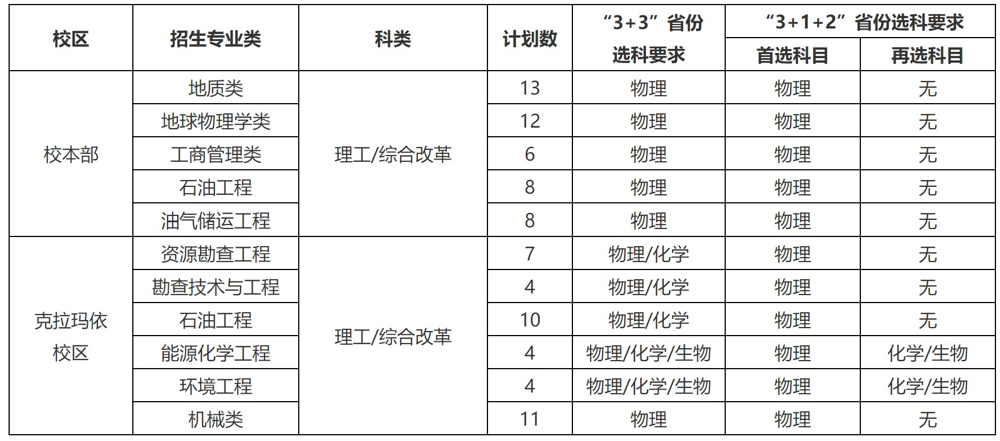 校区 招生专业类 科类 计划数 “3+3”省份选科要求 “3+1+2”省份选科要求
首选科目 再选科目
校本部 地质类 理工/综合改革 13 物理 物理 无
地球物理学类 12 物理 物理 无
工商管理类 6 物理 物理 无
石油工程 8 物理 物理 无
油气储运工程 8 物理 物理 无
克拉玛依校区 资源勘查工程 理工/综合改革 7 物理/化学 物理 无
勘查技术与工程 4 物理/化学 物理 无
石油工程 10 物理/化学 物理 无
能源化学工程 4 物理/化学/生物 物理 化学/生物
环境工程 4 物理/化学/生物 物理 化学/生物
机械类 11 物理 物理 无